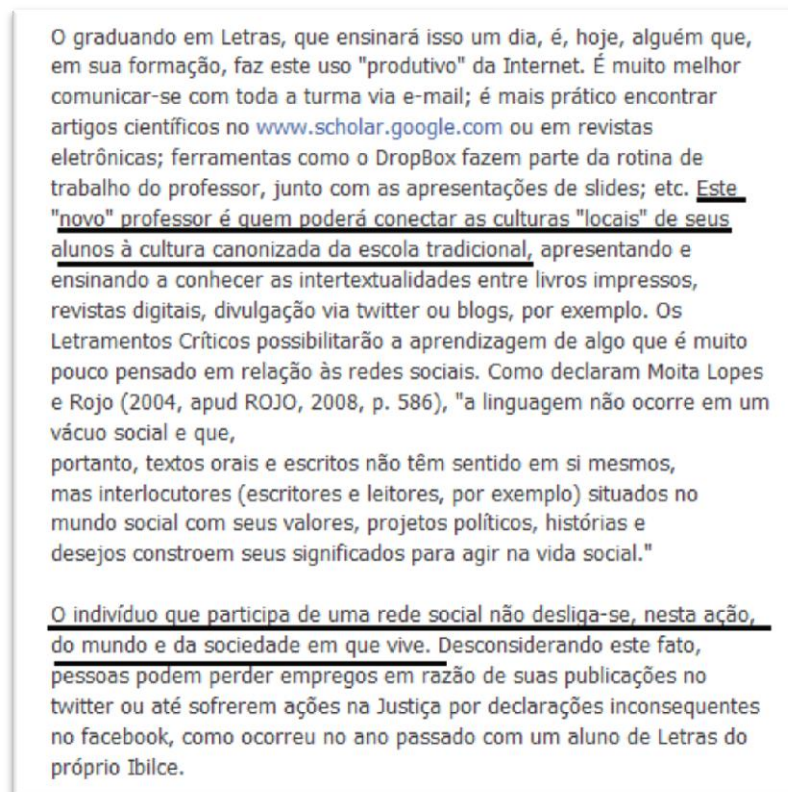 O graduando em Letras, que ensinará isso um dia, é, hoje, alguém que,
em sua formação, faz este uso "produtivo" da Internet. É muito melhor
comunicar-se com toda a turma via e-mail; é mais prático encontrar
artigos científicos no www.scholar.google.com ou em revistas
eletrônicas; ferramentas como o DropBox fazem parte da rotina de
trabalho do professor, junto com as apresentações de slides; etc. Este
"novo" professor é quem poderá conectar as culturas "locais" de seus
alunos à cultura canonizada da escola tradicional, apresentando e
ensinando a conhecer as intertextualidades entre livros impressos,
revistas digitais, divulgação via twitter ou blogs, por exemplo. Os
Letramentos Críticos possibilitarão a aprendizagem de algo que é muito
pouco pensado em relação às redes sociais. Como declaram Moita Lopes
e Rojo (2004, apud ROJO, 2008, p. 586), "a linguagem não ocorre em um
vácuo social e que,
portanto, textos orais e escritos não têm sentido em si mesmos,
mas interlocutores (escritores e leitores, por exemplo) situados no
mundo social com seus valores, projetos políticos, histórias e
desejos constroem seus significados para agir na vida social."
O indivíduo que participa de uma rede social não desliga-se, nesta ação,
do mundo e da sociedade em que vive. Desconsiderando este fato,
pessoas podem perder empregos em razão de suas publicações no
twitter ou até sofrerem ações na Justiça por declarações inconsequentes
no facebook, como ocorreu no ano passado com um aluno de Letras do
próprio Ibilce.